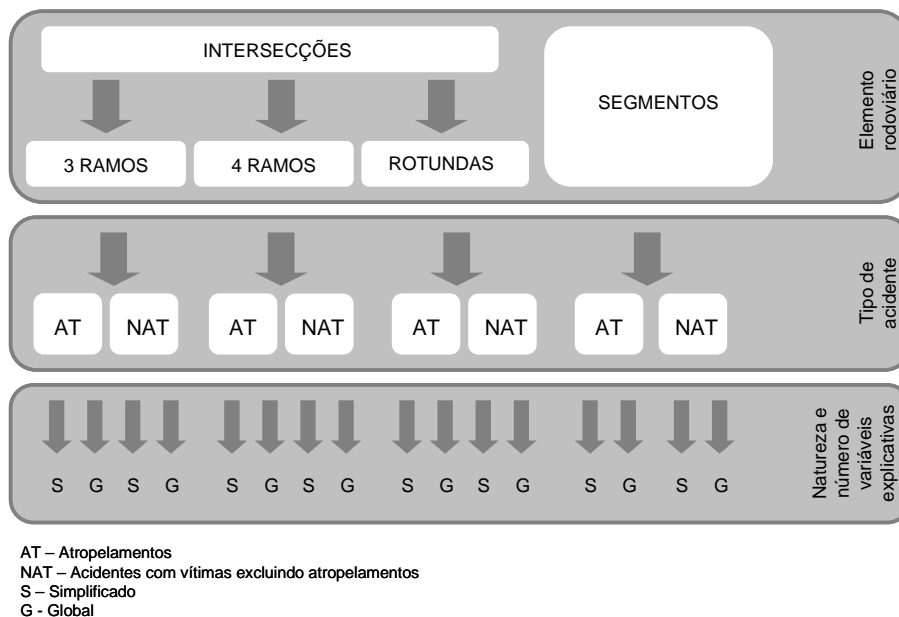 INTERSECÇÕES
SEGMENTOS
3 RAMOS
4 RAMOS
ROTUNDAS
Elemento
rodoviário
AT
NAT
AT
NAT
AT
NAT
AT
NAT
Tipo de
acidente
S G S G S G S G S G S G S G S G
Natureza e
número de
variáveis
explicativas
AT – Atropelamentos
NAT – Acidentes com vítimas excluindo atropelamentos
S – Simplificado
G - Global